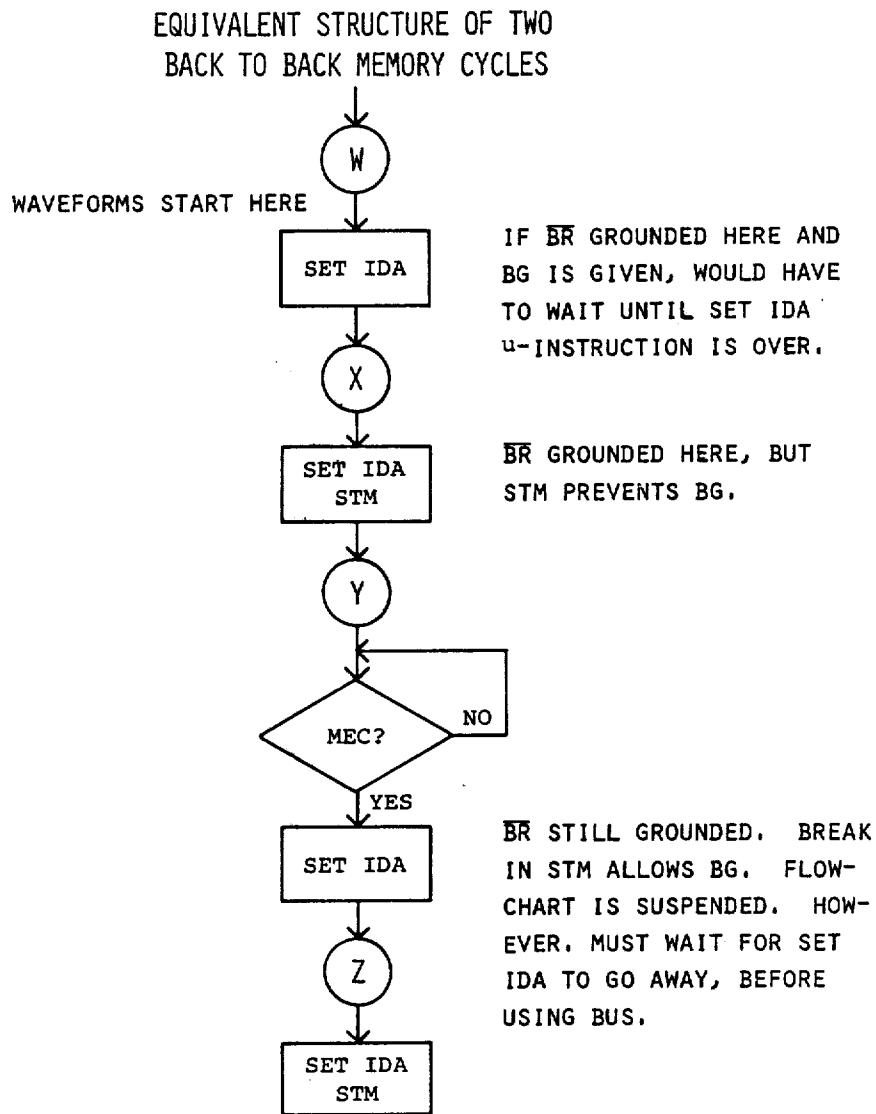 EQUIVALENT STRUCTURE OF TWO
BACK TO BACK MEMORY CYCLES
W
WAVEFORMS START HERE
SET IDA
IF B̅R̅ GROUNDED HERE AND
BG IS GIVEN, WOULD HAVE
TO WAIT UNTIL SET IDA
u-INSTRUCTION IS OVER.
X
SET IDA
STM
B̅R̅ GROUNDED HERE, BUT
STM PREVENTS BG.
Y
MEC?
NO
YES
SET IDA
B̅R̅ STILL GROUNDED. BREAK
IN STM ALLOWS BG. FLOW-
CHART IS SUSPENDED. HOW-
EVER. MUST WAIT FOR SET
IDA TO GO AWAY, BEFORE
USING BUS.
Z
SET IDA
STM